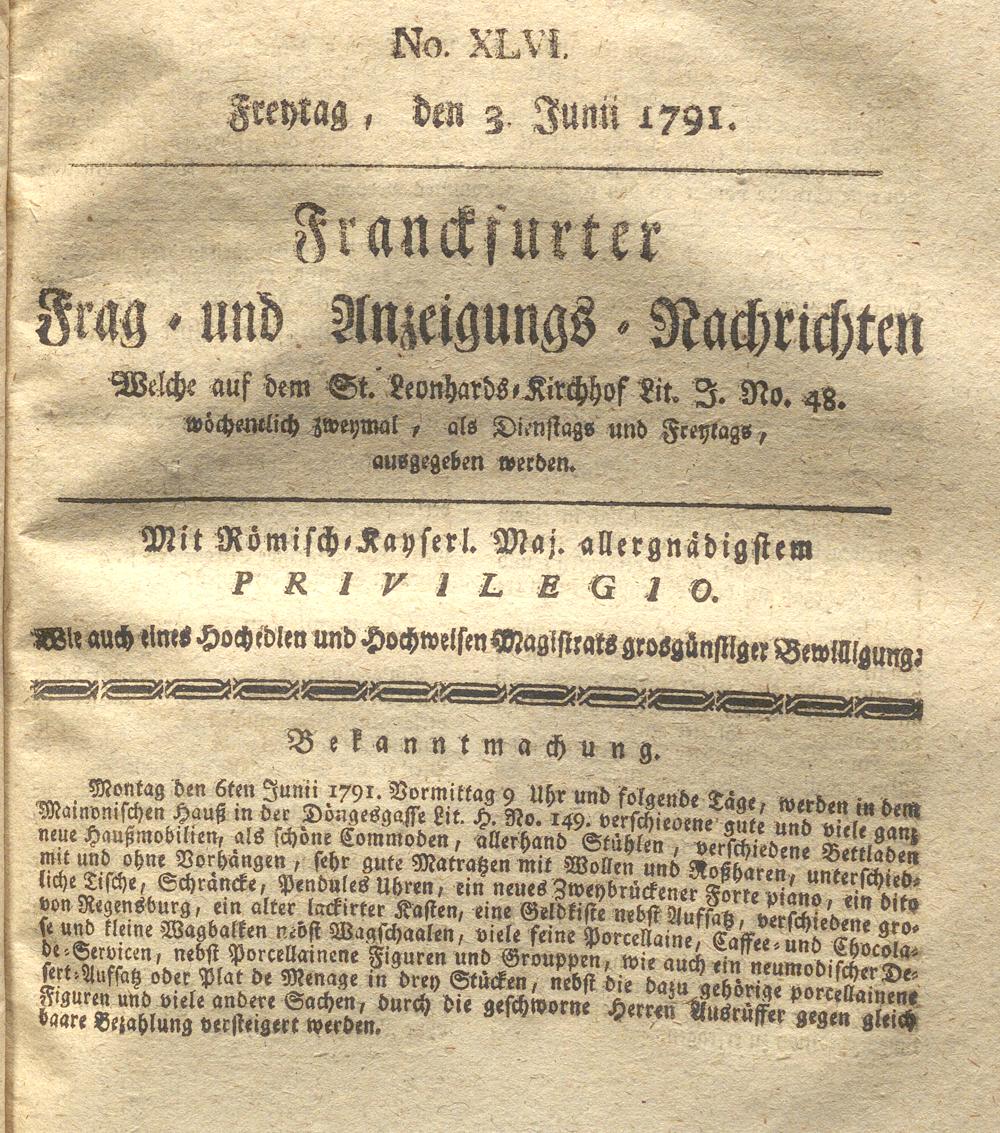 No. XLVI.
Freytag, den 3. Junii 1791.
Franckfurter
Frag- und Anzeigungs-Nachrichten
Welche auf dem St. Leonhards-Kirchhof Lit. J. No. 48.
wöchentlich zweymal, als Dienstags und Freytags,
ausgegeben werden.
Mit Römisch-Kayserl. Maj. allergnädigstem
PRIVILEGIO.
Wie auch eines Hochedlen und Hochweisen Magistrats grosgünstiger Bewilligung:
Bekanntmachung.
Montag den 6ten Junii 1791. Vormittag 9 Uhr und folgende Täge, werden in dem
Mainonischen Hauß in der Döngesgasse Lit. H. No. 149. verschiedene gute und viele gantz
neue Haußmobilien, als schöne Commoden, allerhand Stühlen, verschiedene Bettladen
mit und ohne Vorhängen, sehr gute Matratzen mit Wollen und Roßharen, unterschied-
liche Tische, Schräncke, Pendules Uhren, ein neues Zweybrückener Forte piano, ein dito
von Regensburg, ein alter lackirter Kasten, eine Geldkiste nebst Aufsatz, verschiedene gro-
se und kleine Wagbalken nebst Wagschaalen, viele feine Porcellaine, Caffee- und Chocola-
de-Servicen, nebst Porcellainene Figuren und Grouppen, wie auch ein neumodischer De-
sert-Aufsatz oder Plat de Menage in drey Stücken, nebst die dazu gehörige porcellainene
Figuren und viele andere Sachen, durch die geschworne Herren Ausrüffer gegen gleich
baare Bezahlung versteigert werden.